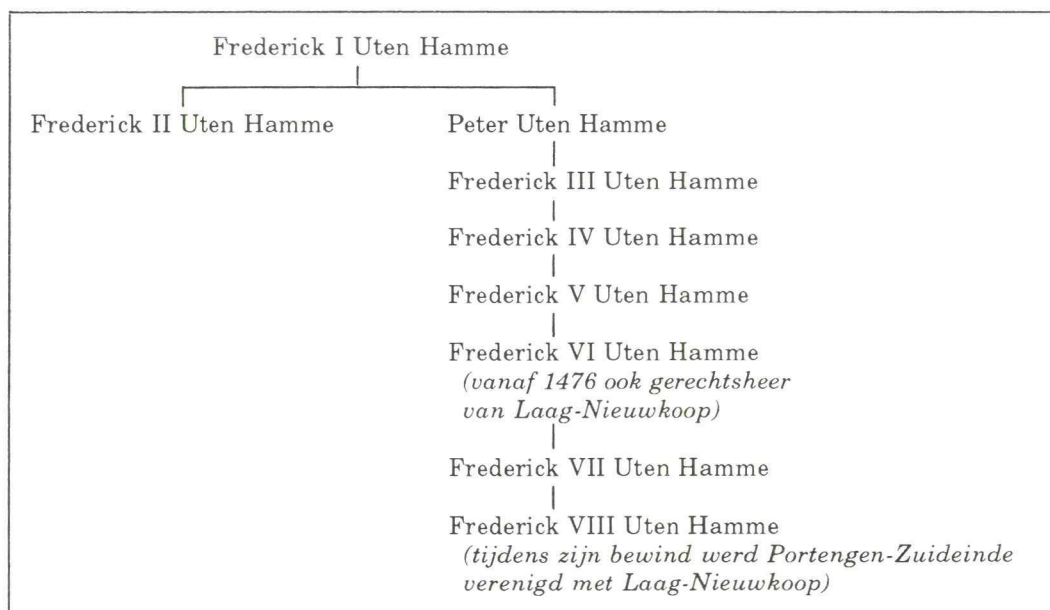 Frederick I Uten Hamme
Frederick II Uten Hamme
Peter Uten Hamme
Frederick III Uten Hamme
Frederick IV Uten Hamme
Frederick V Uten Hamme
Frederick VI Uten Hamme
(vanaf 1476 ook gerechtsheer
van Laag-Nieuwkoop)
Frederick VII Uten Hamme
Frederick VIII Uten Hamme
(tijdens zijn bewind werd Portengen-Zuideinde
verenigd met Laag-Nieuwkoop)